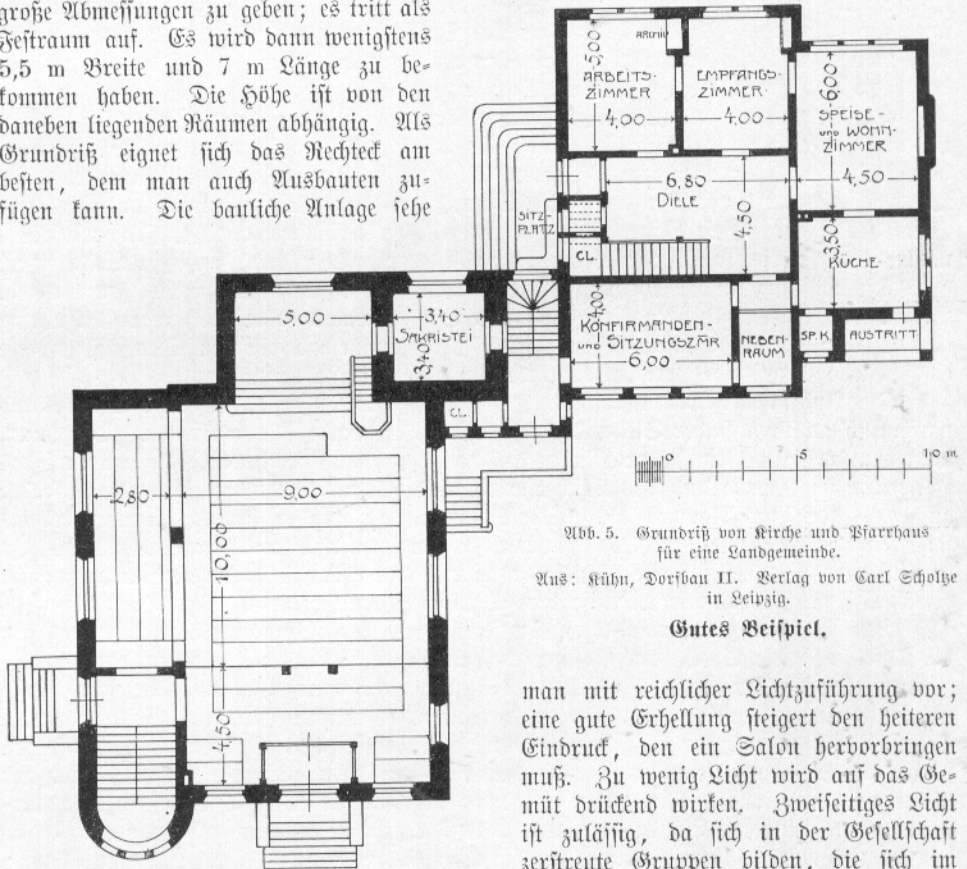 große Abmessungen zu geben; es tritt als
Festraum auf. Es wird dann wenigstens
5,5 m Breite und 7 m Länge zu be-
kommen haben. Die Höhe ist von den
daneben liegenden Räumen abhängig. Als
Grundriß eignet sich das Rechteck am
besten, dem man auch Ausbauten zu-
fügen kann. Die bauliche Anlage sehe
ARCHIV
5,00
ARBEITS-
ZIMMER
4,00
EMPFANGS-
ZIMMER
4,00
6,00
SPEISE-
UND WOHN-
ZIMMER
4,50
6,80
DIELE
4,50
SITZ-
PLATZ
CL.
3,50
KÜCHE
5,00
3,40
SAKRISTEI
3,40
4,00
KONFIRMANDEN-
UND SITZUNGSZMR
6,00
NEBEN-
RAUM
SP.K.
AUSTRITT
CL.
2,80
9,00
10,00
4,50
0 5 10 m
Abb. 5. Grundriß von Kirche und Pfarrhaus
für eine Landgemeinde.
Aus: Kühn, Dorfbau II. Verlag von Carl Scholtze
in Leipzig.
Gutes Beispiel.
man mit reichlicher Lichtzuführung vor;
eine gute Erhellung steigert den heiteren
Eindruck, den ein Salon hervorbringen
muß. Zu wenig Licht wird auf das Ge-
müt drückend wirken. Zweiseitiges Licht
ist zulässig, da sich in der Gesellschaft
zerstreute Gruppen bilden, die sich im